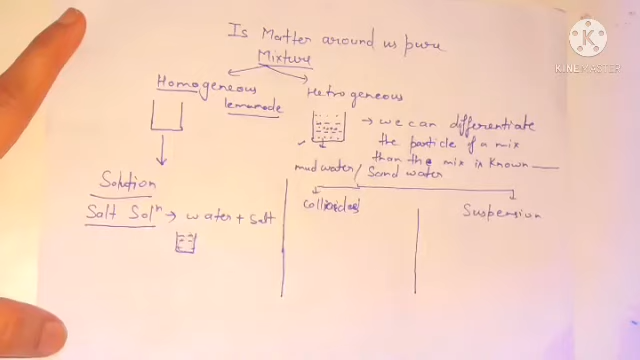 Is Matter around us pure
Mixture
Homogeneous
Hetrogeneous
lemonade
→ we can differentiate
the particle of a mix
than the mix is known
mud water/ Sand water
Solution
Salt Solⁿ → water + salt
Suspension
K
KINEMASTER